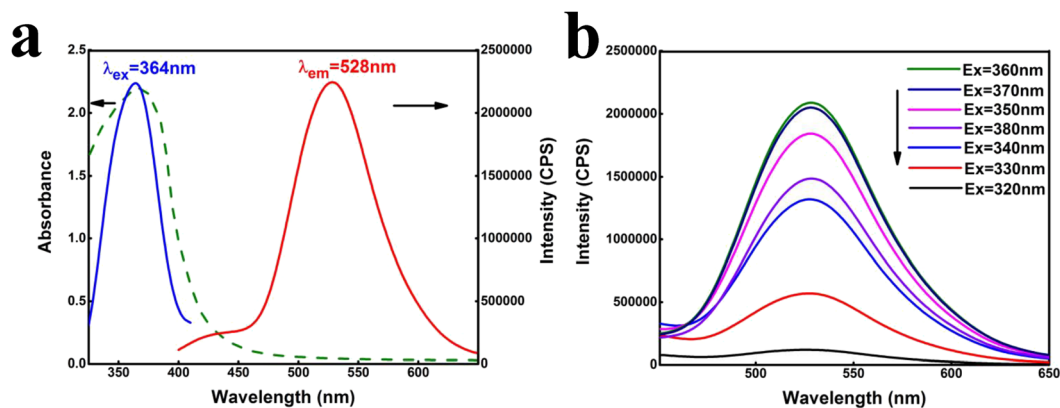 a
λex=364nm
λem=528nm
Absorbance
2.5
2.0
1.5
1.0
0.5
0.0
2500000
2000000
1500000
1000000
500000
0
Intensity (CPS)
350 400 450 500 550 600
Wavelength (nm)
b
Intensity (CPS)
2500000
2000000
1500000
1000000
500000
0
Ex=360nm
Ex=370nm
Ex=350nm
Ex=380nm
Ex=340nm
Ex=330nm
Ex=320nm
500 550 600 650
Wavelength (nm)